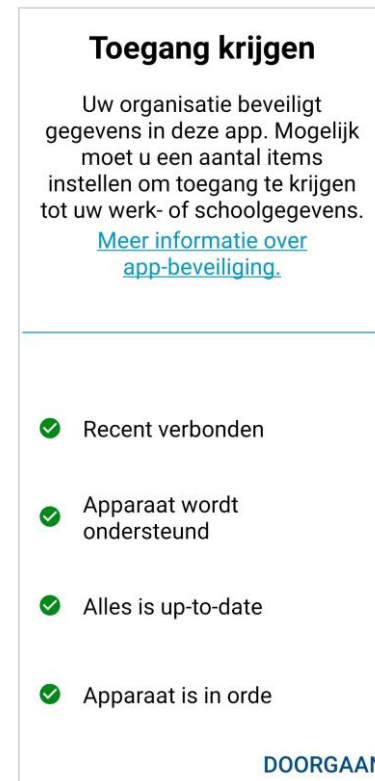 Toegang krijgen
Uw organisatie beveiligt
gegevens in deze app. Mogelijk
moet u een aantal items
instellen om toegang te krijgen
tot uw werk- of schoolgegevens.
Meer informatie over
app-beveiliging.
Recent verbonden
Apparaat wordt
ondersteund
Alles is up-to-date
Apparaat is in orde
DOORGAAN